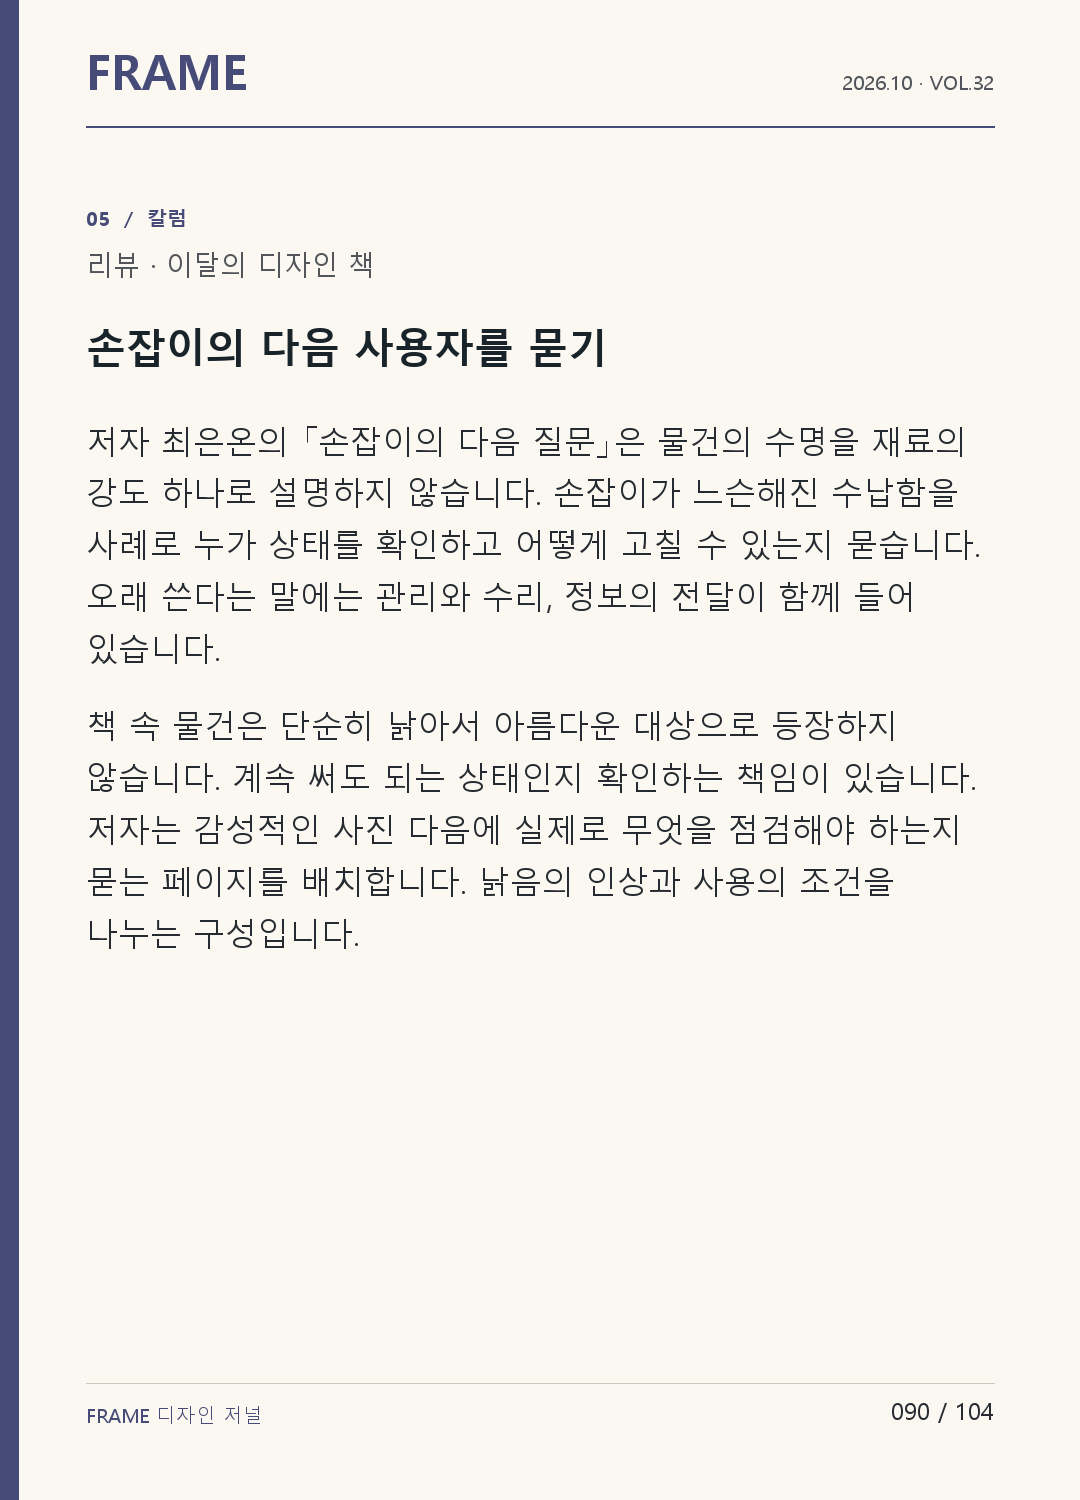 FRAME
2026.10 · VOL.32
05 / 칼럼
리뷰 · 이달의 디자인 책
손잡이의 다음 사용자를 묻기
저자 최은온의 「손잡이의 다음 질문」은 물건의 수명을 재료의
강도 하나로 설명하지 않습니다. 손잡이가 느슨해진 수납함을
사례로 누가 상태를 확인하고 어떻게 고칠 수 있는지 묻습니다.
오래 쓴다는 말에는 관리와 수리, 정보의 전달이 함께 들어
있습니다.
책 속 물건은 단순히 낡아서 아름다운 대상으로 등장하지
않습니다. 계속 써도 되는 상태인지 확인하는 책임이 있습니다.
저자는 감성적인 사진 다음에 실제로 무엇을 점검해야 하는지
묻는 페이지를 배치합니다. 낡음의 인상과 사용의 조건을
나누는 구성입니다.
FRAME 디자인 저널
090 / 104